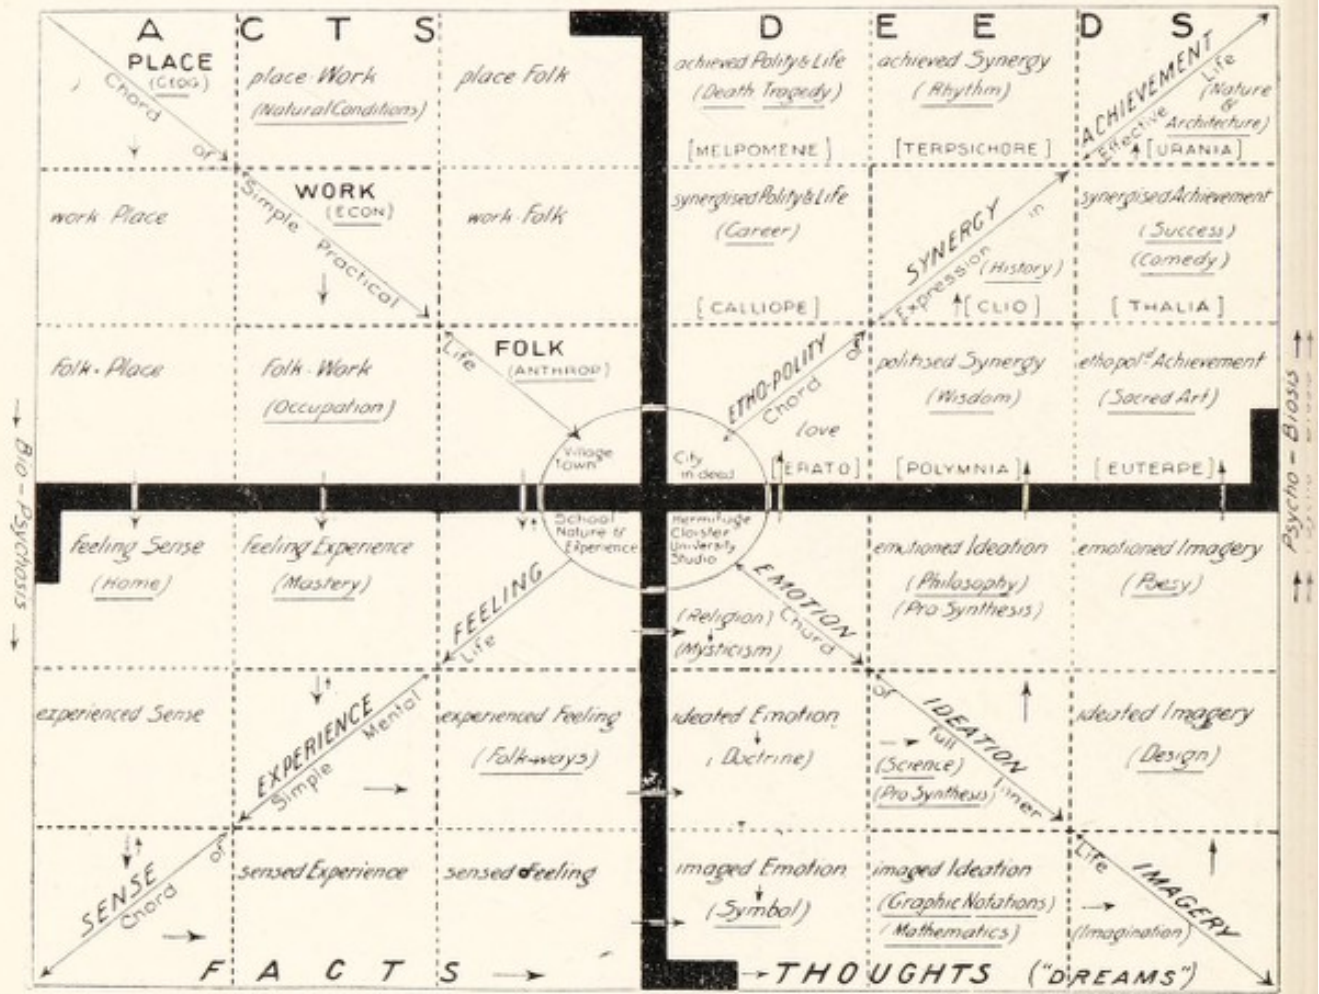 ACTS
DEEDS
PLACE
(GEOG)
Chord of
place Work
(Natural Conditions)
place Folk
work Place
WORK
(ECON)
Simple Practical
work-Folk
folk-Place
folk-Work
(Occupation)
FOLK
(ANTHROP)
Life
Village
Town
achieved Polity & Life
(Death Tragedy)
[MELPOMENE]
achieved Synergy
(Rhythm)
[TERPSICHORE]
ACHIEVEMENT
Effective Life
(Nature
&
Architecture)
[URANIA]
synergised Polity & Life
(Career)
[CALLIOPE]
SYNERGY
Expression in
(History)
[CLIO]
synergised Achievement
(Success)
(Comedy)
[THALIA]
ETHO-POLITY
Chord of
love
[ERATO]
City
in deed
politised Synergy
(Wisdom)
[POLYMNIA]
ethopold Achievement
(Sacred Art)
[EUTERPE]
Bio-Psychosis
Psycho-Biosis
feeling Sense
(Home)
feeling Experience
(Mastery)
FEELING
Life
School
Nature &
Experience
experienced Sense
EXPERIENCE
Simple Mental
experienced Feeling
(Folk-ways)
SENSE
Chord of
sensed Experience
sensed Feeling
FACTS
Hermitage
Cloister
University
Studio
EMOTION
Chord
(Religion)
(Mysticism)
emotioned Ideation
(Philosophy)
(Pro Synthesis)
emotioned Imagery
(Poesy)
ideated Emotion
(Doctrine)
of
IDEATION
full inner
(Science)
(Pro Synthesis)
ideated Imagery
(Design)
imaged Emotion
(Symbol)
imaged Ideation
(Graphic Notations)
(Mathematics)
Life
IMAGERY
(Imagination)
THOUGHTS ("DREAMS")